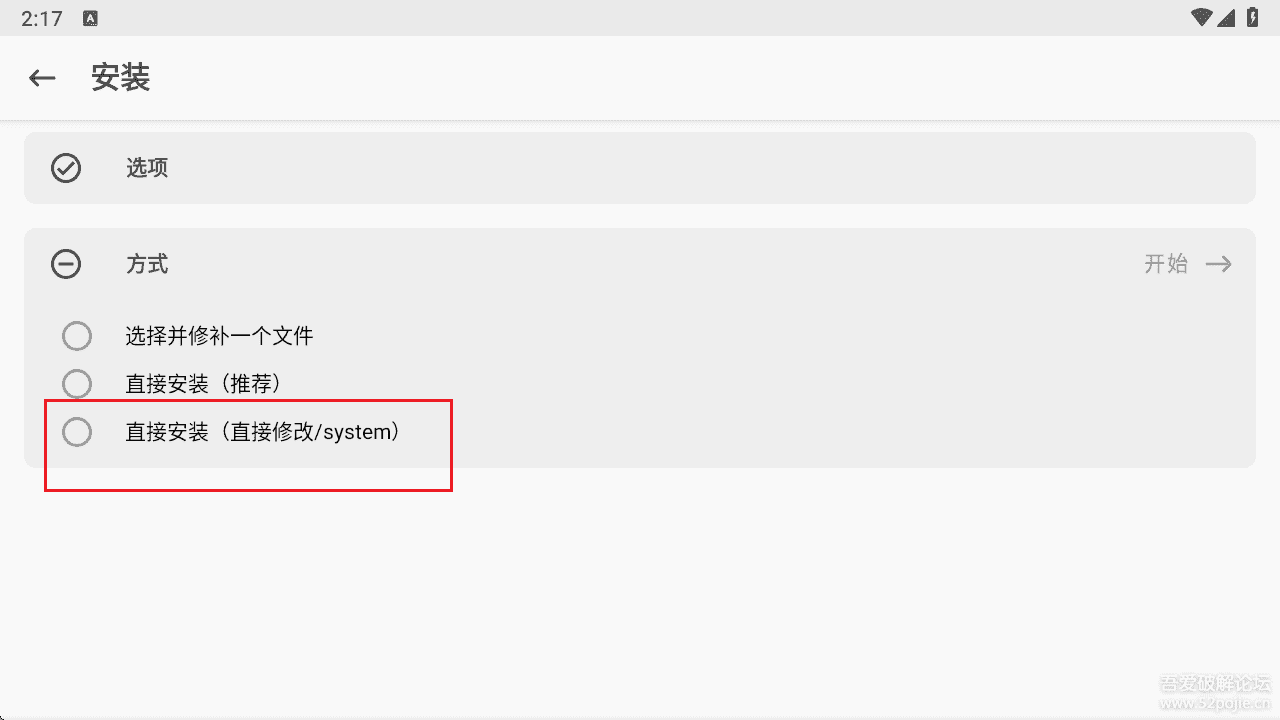 2:17
安装
选项
方式
开始
选择并修补一个文件
直接安装（推荐）
直接安装（直接修改/system）
吾爱破解论坛
www.52pojie.cn